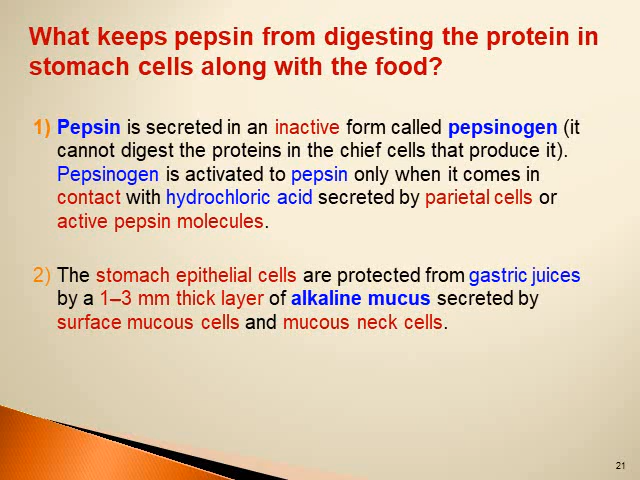 What keeps pepsin from digesting the protein in
stomach cells along with the food?
1) Pepsin is secreted in an inactive form called pepsinogen (it
cannot digest the proteins in the chief cells that produce it).
Pepsinogen is activated to pepsin only when it comes in
contact with hydrochloric acid secreted by parietal cells or
active pepsin molecules.
2) The stomach epithelial cells are protected from gastric juices
by a 1–3 mm thick layer of alkaline mucus secreted by
surface mucous cells and mucous neck cells.
21